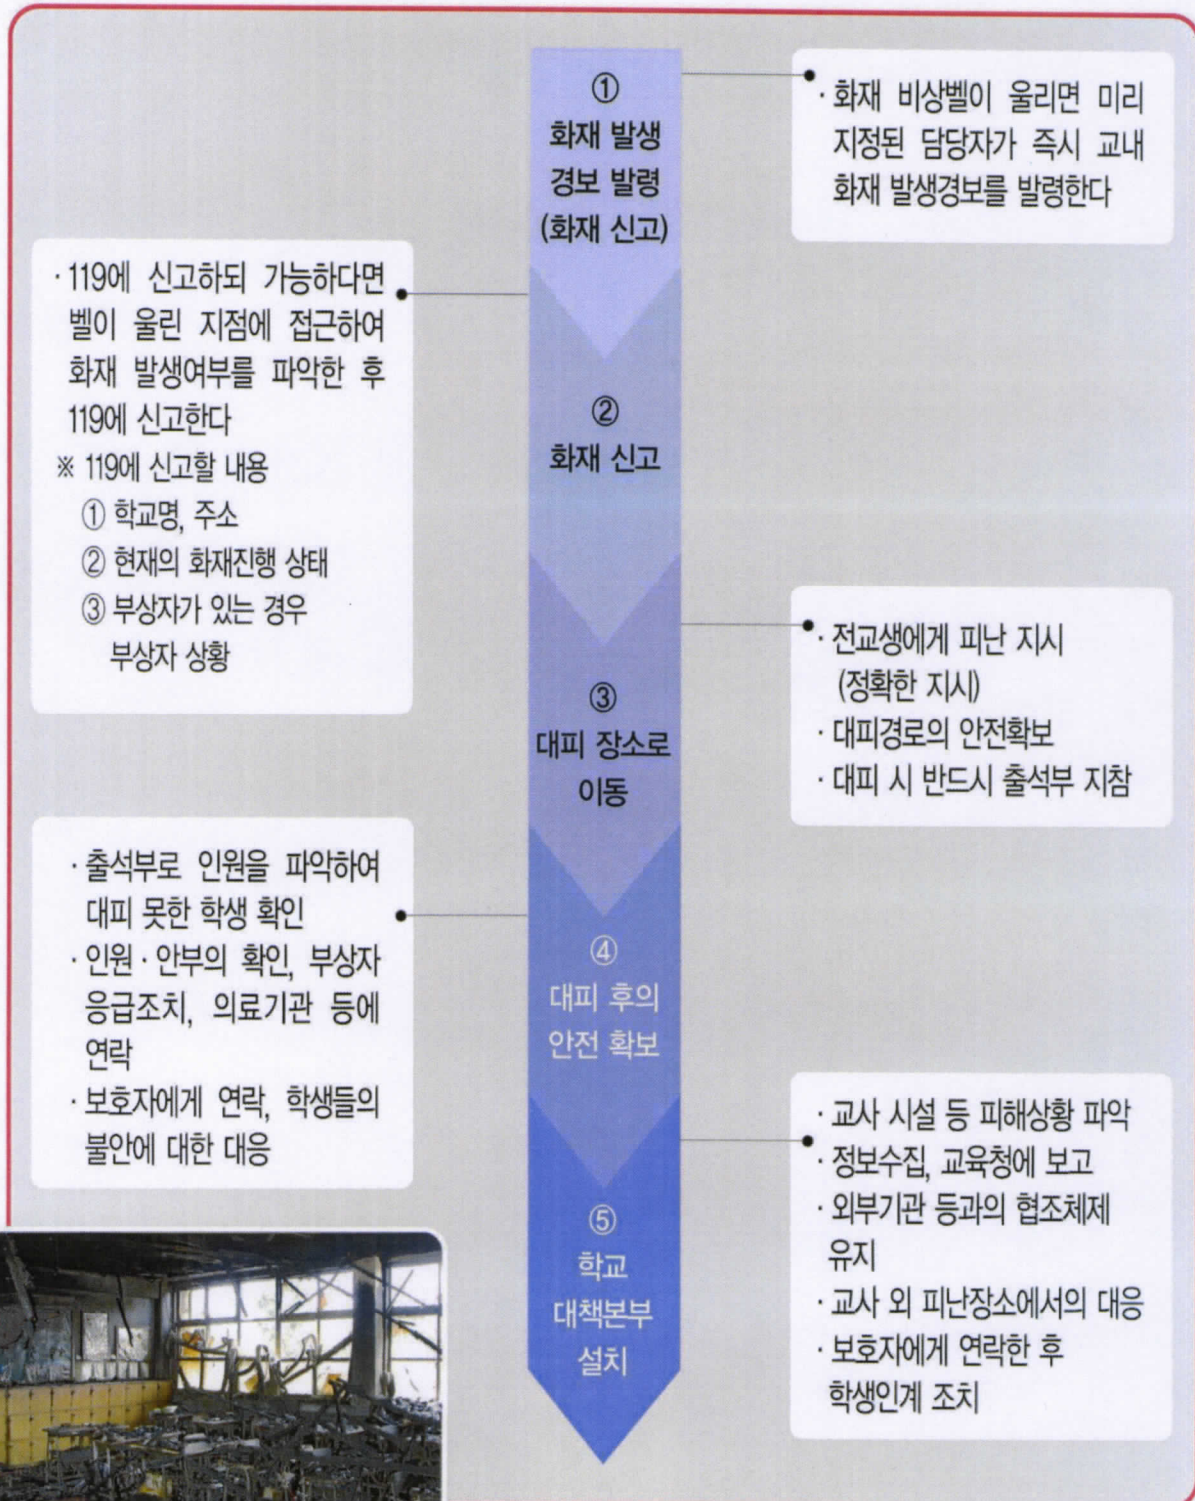 ①
화재 발생
경보 발령
(화재 신고)
· 화재 비상벨이 울리면 미리
지정된 담당자가 즉시 교내
화재 발생경보를 발령한다
②
화재 신고
· 119에 신고하되 가능하다면
벨이 울린 지점에 접근하여
화재 발생여부를 파악한 후
119에 신고한다
※ 119에 신고할 내용
① 학교명, 주소
② 현재의 화재진행 상태
③ 부상자가 있는 경우
부상자 상황
③
대피 장소로
이동
· 전교생에게 피난 지시
(정확한 지시)
· 대피경로의 안전확보
· 대피 시 반드시 출석부 지참
④
대피 후의
안전 확보
· 출석부로 인원을 파악하여
대피 못한 학생 확인
· 인원 · 안부의 확인, 부상자
응급조치, 의료기관 등에
연락
· 보호자에게 연락, 학생들의
불안에 대한 대응
⑤
학교
대책본부
설치
· 교사 시설 등 피해상황 파악
· 정보수집, 교육청에 보고
· 외부기관 등과의 협조체제
유지
· 교사 외 피난장소에서의 대응
· 보호자에게 연락한 후
학생인계 조치